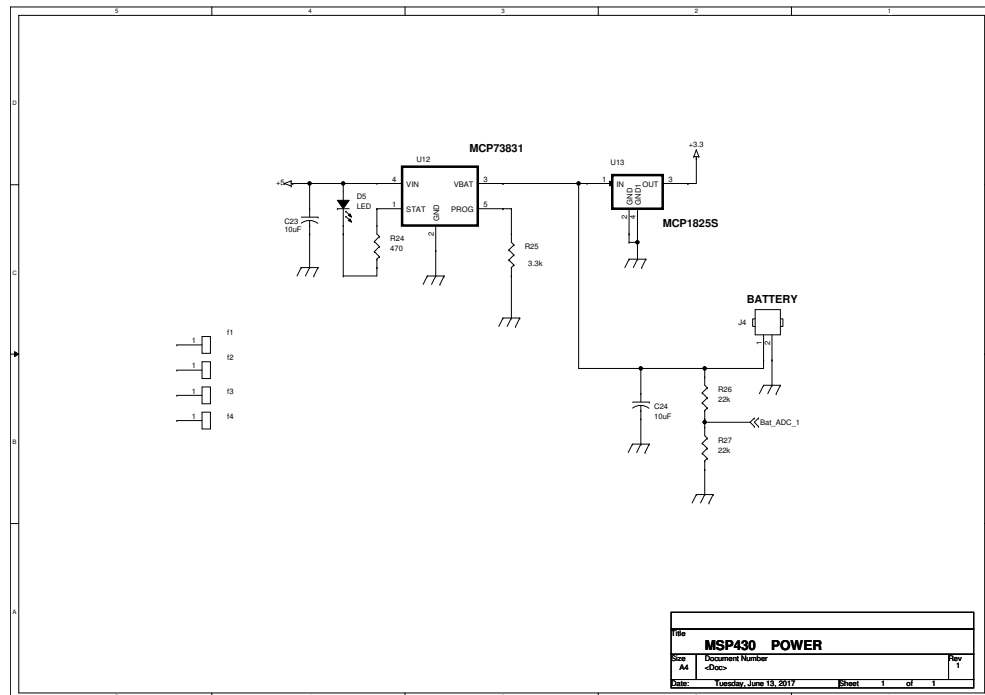 5 4 3 2 1
D
C
B
A
MCP73831
U12
VIN
VBAT
STAT
PROG
GND
4
1
3
5
2
+5
D5
LED
C23
10uF
R24
470
R25
3.3k
U13
IN OUT
GND
GND1
1
3
2
4
MCP1825S
+3.3
BATTERY
J4
1
2
C24
10uF
R26
22k
Bat_ADC_1
R27
22k
f1
1
f2
1
f3
1
f4
1
Title
MSP430 POWER
Size
A4
Document Number
<Doc>
Rev
1
Date: Tuesday, June 13, 2017 Sheet 1 of 1